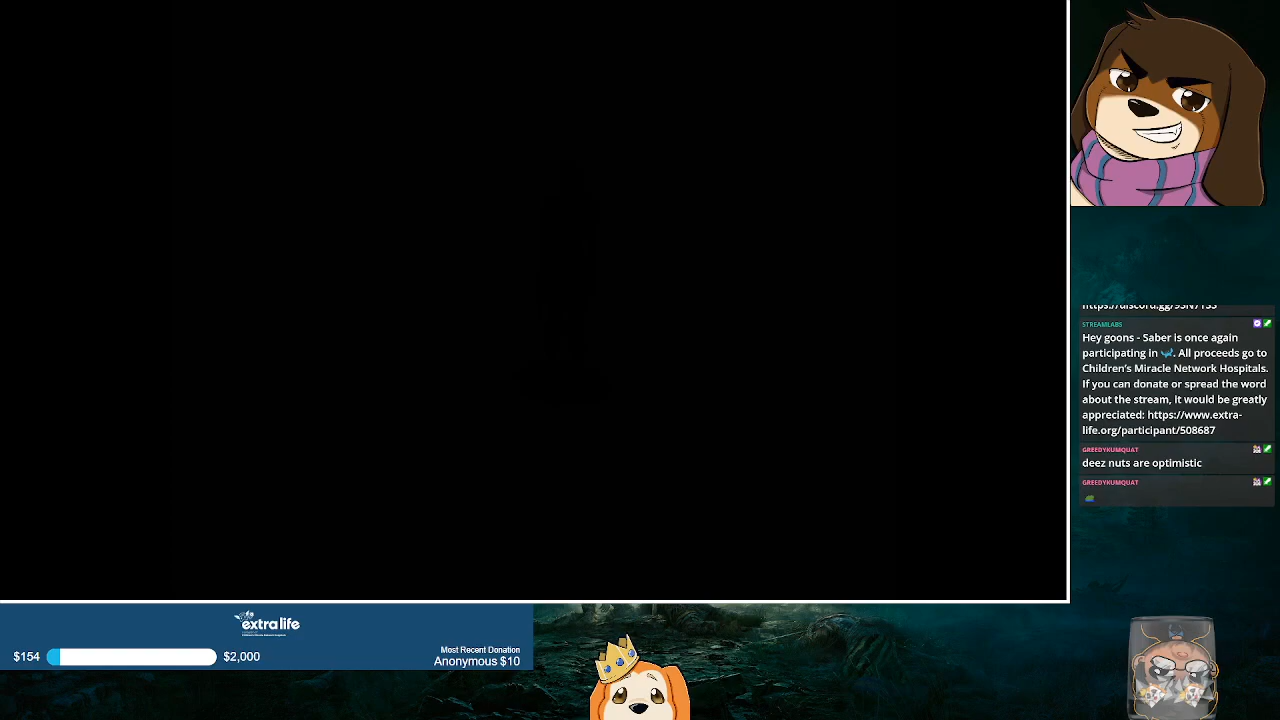 STREAMLABS
Hey goons - Saber is once again
participating in
. All proceeds go to
Children's Miracle Network Hospitals.
If you can donate or spread the word
about the stream, it would be greatly
appreciated: https://www.extra-
life.org/participant/508687
GREEDYKUMQUAT
deez nuts are optimistic
GREEDYKUMQUAT
extralife
$154
$2,000
Most Recent Donation
Anonymous $10